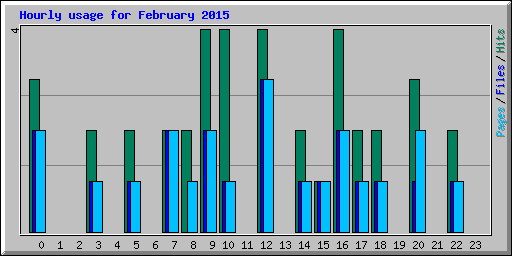 Hourly usage for February 2015
4
Pages/Files/Hits
0 1 2 3 4 5 6 7 8 9 10 11 12 13 14 15 16 17 18 19 20 21 22 23